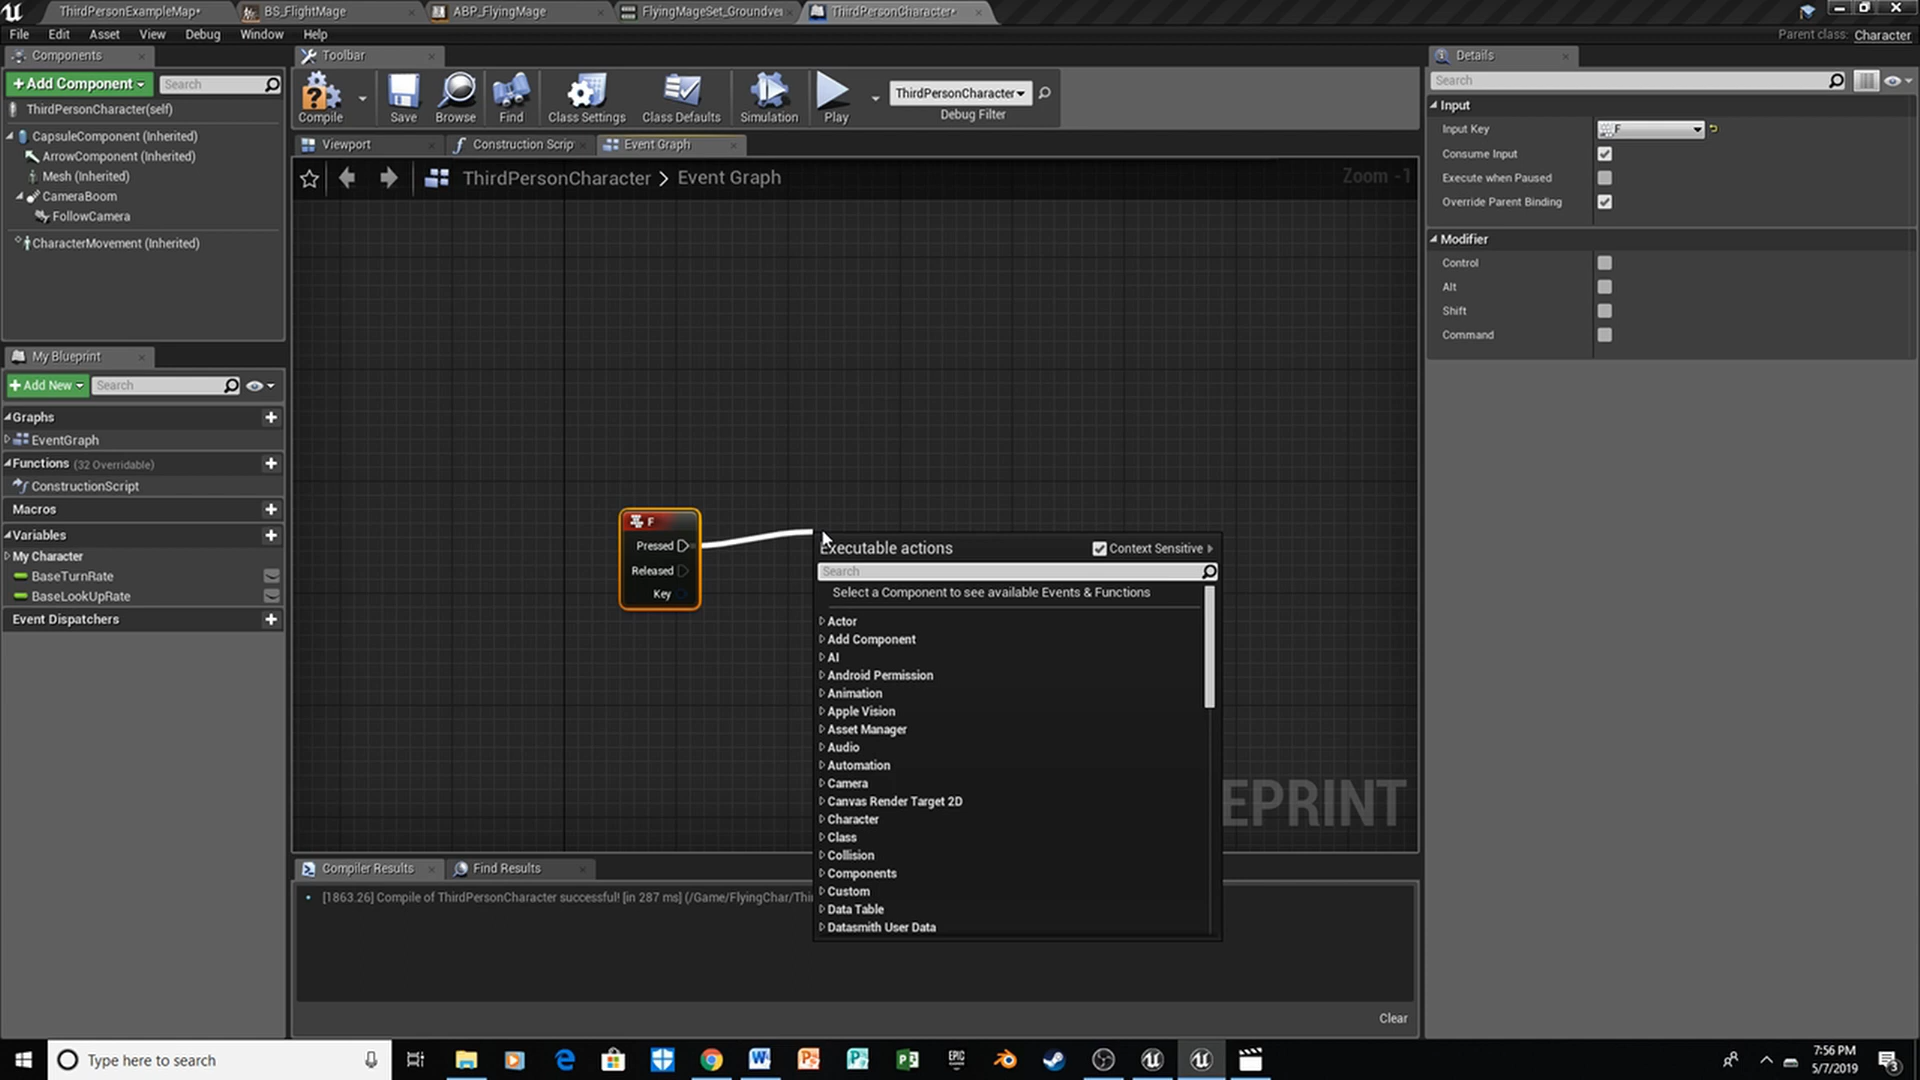 ThirdPersonExampleMap•
BS_FlightMage
ABP_FlyingMage
FlyingMageSet_Groundve
ThirdPersonCharacter•
File Edit Asset View Debug Window Help
Parent class: Character
Components
+Add Component
Search
ThirdPersonCharacter(self)
CapsuleComponent (Inherited)
ArrowComponent (Inherited)
Mesh (Inherited)
CameraBoom
FollowCamera
CharacterMovement (Inherited)
My Blueprint
+Add New
Search
Graphs
EventGraph
Functions (32 Overridable)
ConstructionScript
Macros
Variables
My Character
BaseTurnRate
BaseLookUpRate
Event Dispatchers
Toolbar
Compile
Save
Browse
Find
Class Settings
Class Defaults
Simulation
Play
ThirdPersonCharacter
Debug Filter
Viewport
Construction Scrip
Event Graph
ThirdPersonCharacter > Event Graph
Zoom -1
F
Pressed
Released
Key
Executable actions
Context Sensitive
Search
Select a Component to see available Events & Functions
Actor
Add Component
AI
Android Permission
Animation
Apple Vision
Asset Manager
Audio
Automation
Camera
Canvas Render Target 2D
Character
Class
Collision
Components
Custom
Data Table
Datasmith User Data
EPRINT
Compiler Results
Find Results
[1863.26] Compile of ThirdPersonCharacter successful! [in 287 ms] (/Game/FlyingChar/Thi
Clear
Details
Search
Input
Input Key
F
Consume Input
Execute when Paused
Override Parent Binding
Modifier
Control
Alt
Shift
Command
Type here to search
EPIC
7:56 PM
5/7/2019
3